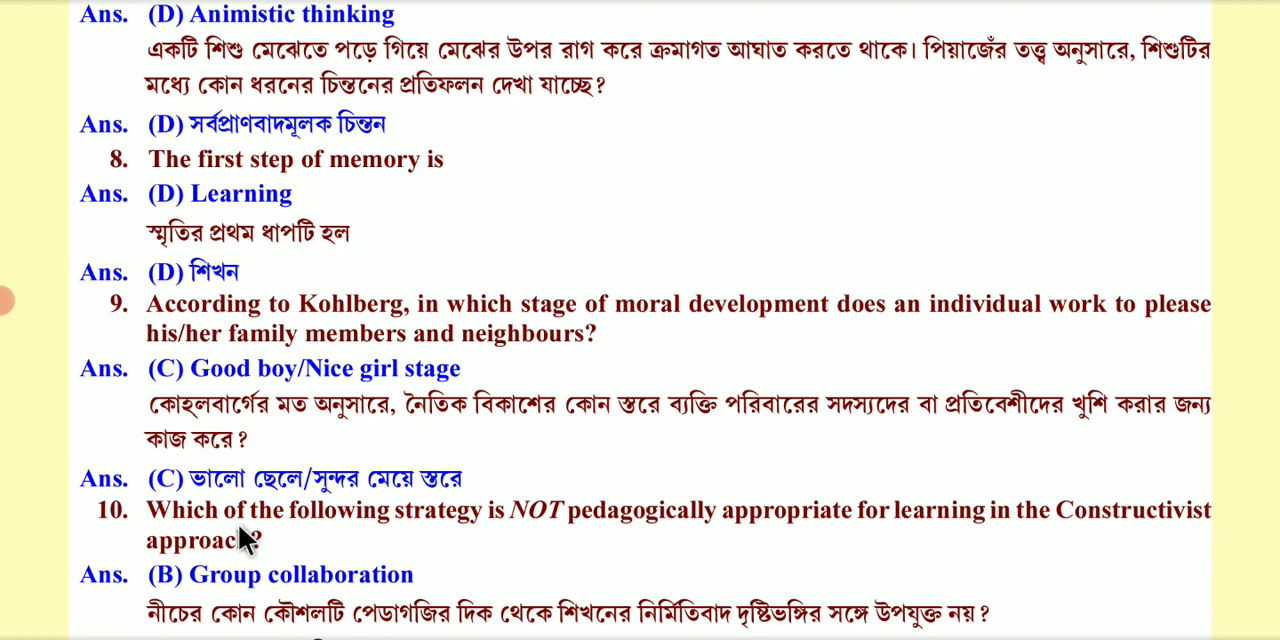 Ans. (D) Animistic thinking
একটি শিশু মেঝেতে পড়ে গিয়ে মেঝের উপর রাগ করে ক্রমাগত আঘাত করতে থাকে। পিয়াজেঁর তত্ত্ব অনুসারে, শিশুটির
মধ্যে কোন ধরনের চিন্তনের প্রতিফলন দেখা যাচ্ছে?
Ans. (D) সর্বপ্রাণবাদমূলক চিন্তন
8. The first step of memory is
Ans. (D) Learning
স্মৃতির প্রথম ধাপটি হল
Ans. (D) শিখন
9. According to Kohlberg, in which stage of moral development does an individual work to please
his/her family members and neighbours?
Ans. (C) Good boy/Nice girl stage
কোহলবার্গের মত অনুসারে, নৈতিক বিকাশের কোন স্তরে ব্যক্তি পরিবারের সদস্যদের বা প্রতিবেশীদের খুশি করার জন্য
কাজ করে?
Ans. (C) ভালো ছেলে/সুন্দর মেয়ে স্তরে
10. Which of the following strategy is NOT pedagogically appropriate for learning in the Constructivist
approach?
Ans. (B) Group collaboration
নীচের কোন কৌশলটি পেডাগজির দিক থেকে শিখনের নির্মিতিবাদ দৃষ্টিভঙ্গির সঙ্গে উপযুক্ত নয়?